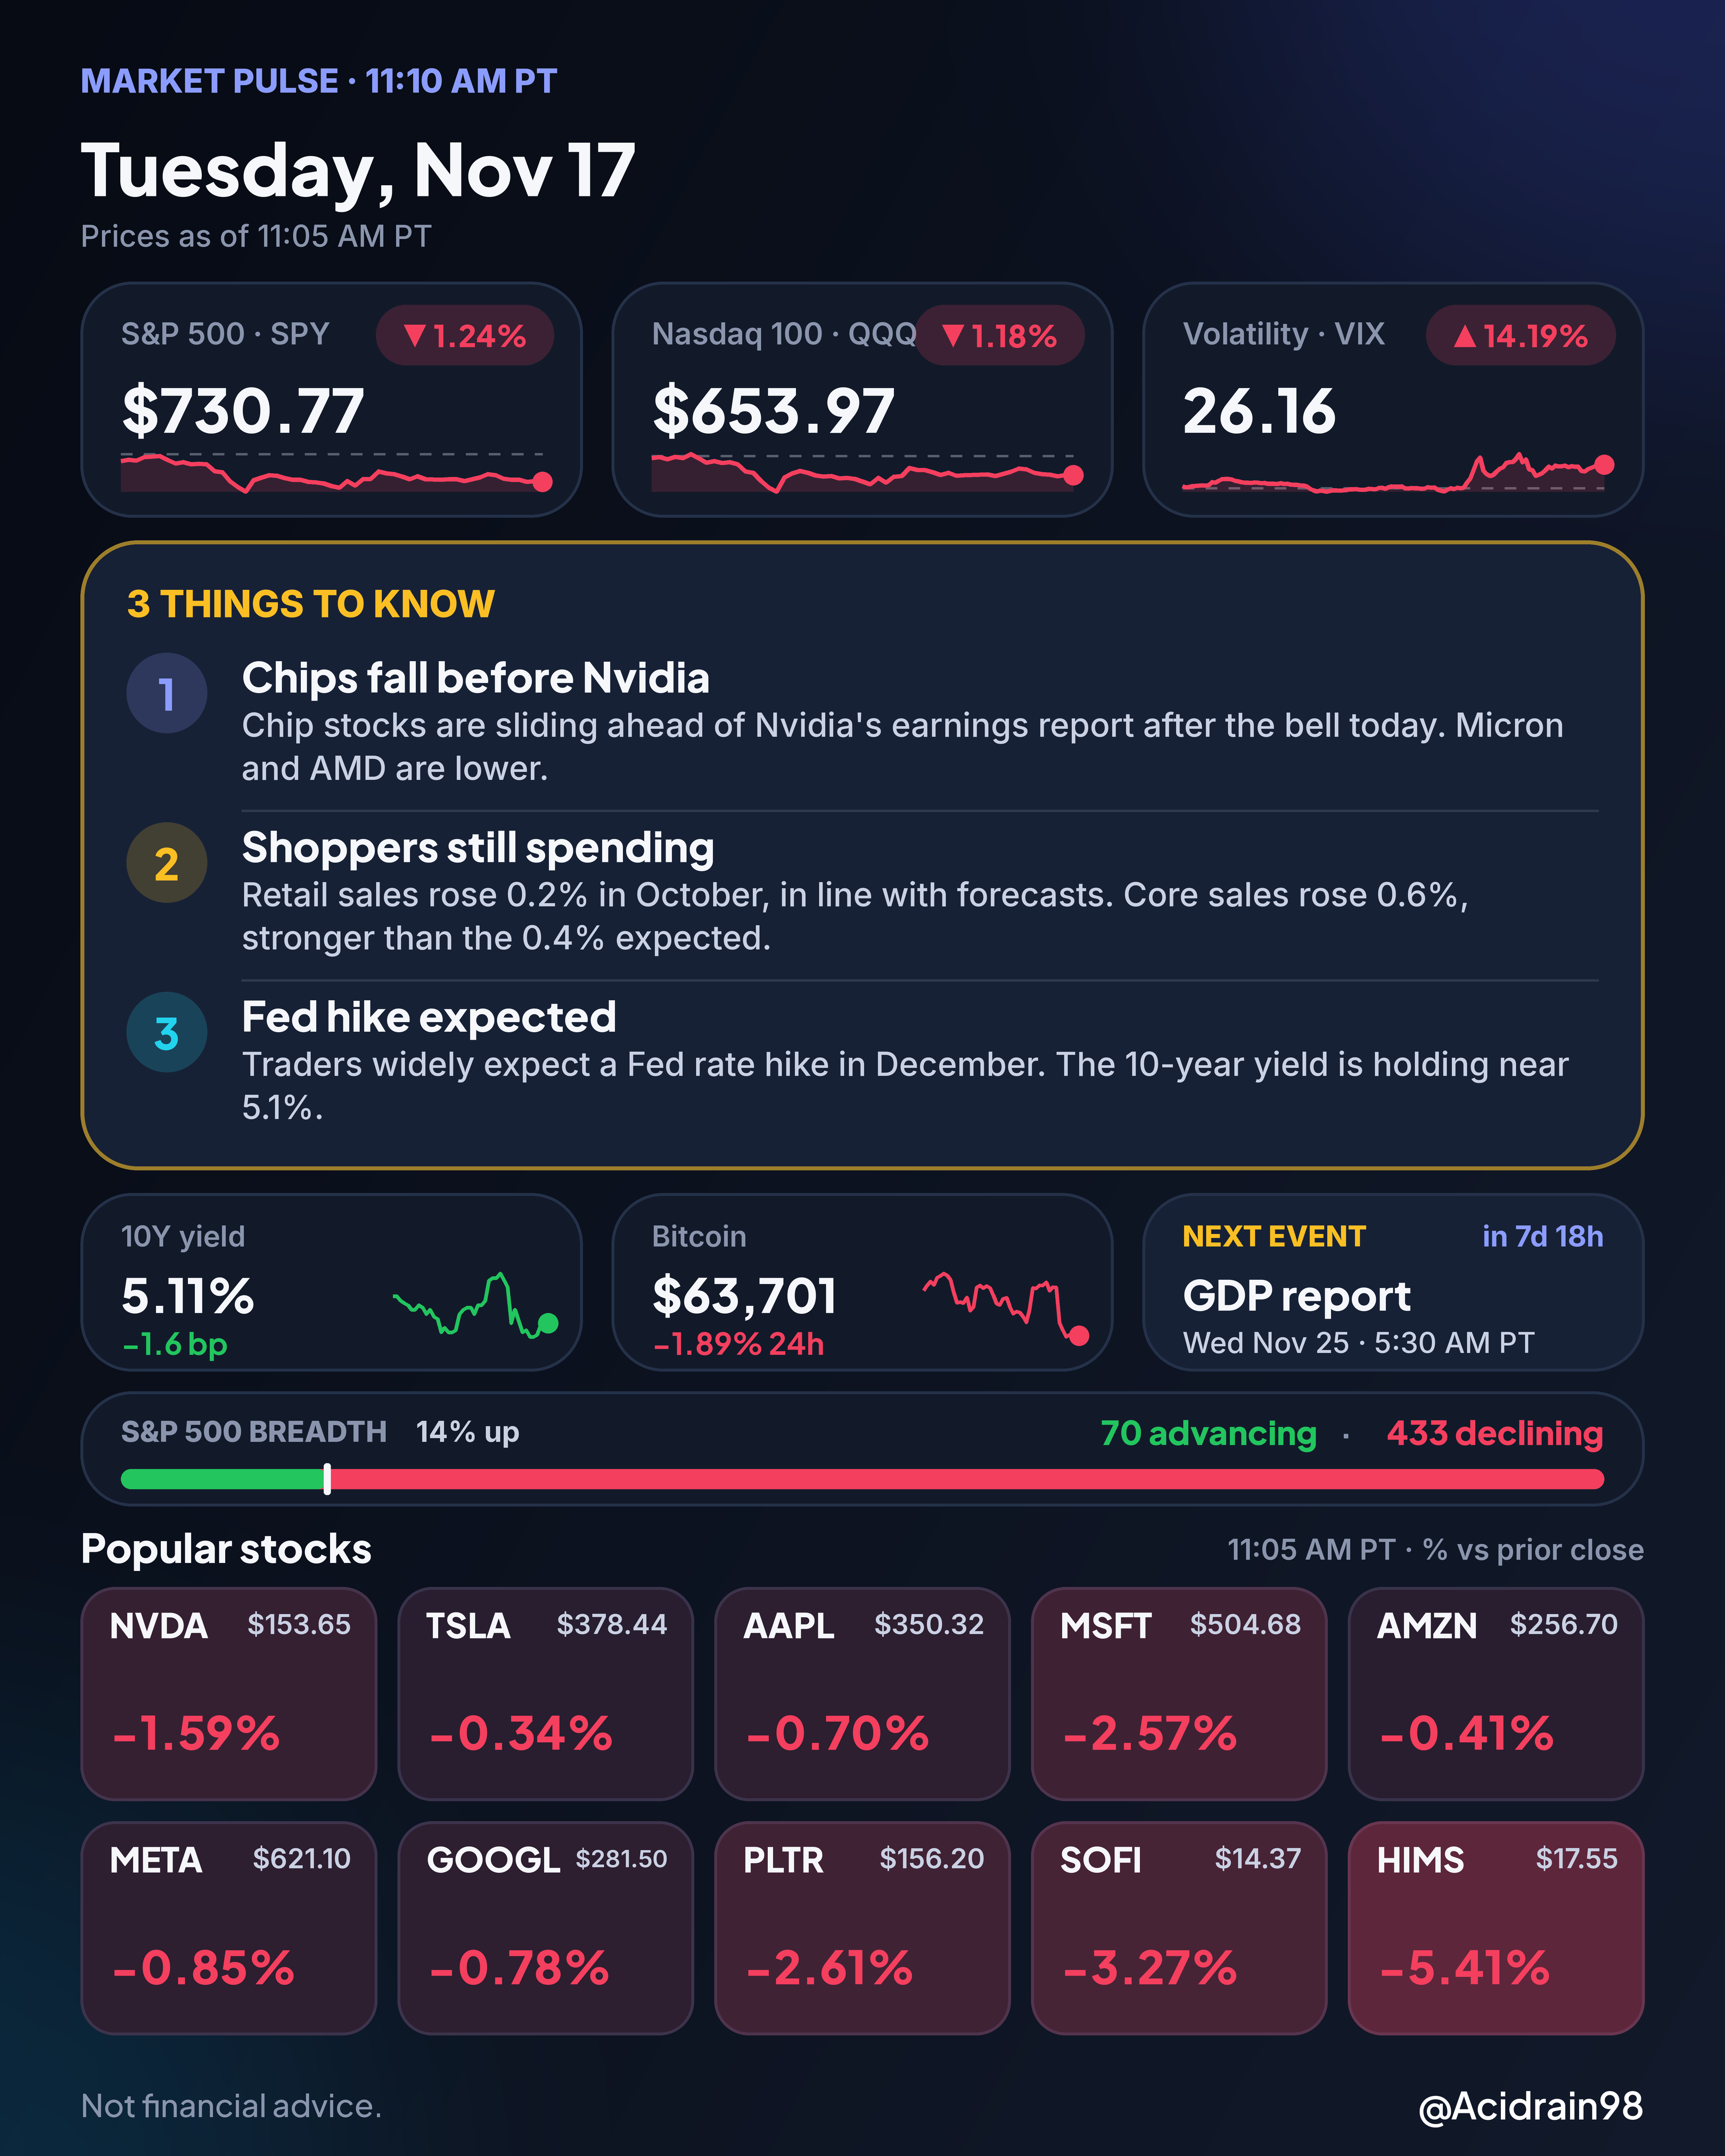 MARKET PULSE · 11:10 AM PT
Tuesday, Nov 17
Prices as of 11:05 AM PT
S&P 500 · SPY ▼ 1.24%
$730.77
Nasdaq 100 · QQQ ▼ 1.18%
$653.97
Volatility · VIX ▲ 14.19%
26.16
3 THINGS TO KNOW
1
Chips fall before Nvidia
Chip stocks are sliding ahead of Nvidia's earnings report after the bell today. Micron
and AMD are lower.
2
Shoppers still spending
Retail sales rose 0.2% in October, in line with forecasts. Core sales rose 0.6%,
stronger than the 0.4% expected.
3
Fed hike expected
Traders widely expect a Fed rate hike in December. The 10-year yield is holding near
5.1%.
10Y yield
5.11%
−1.6 bp
Bitcoin
$63,701
−1.89% 24h
NEXT EVENT in 7d 18h
GDP report
Wed Nov 25 · 5:30 AM PT
S&P 500 BREADTH 14% up 70 advancing · 433 declining
Popular stocks 11:05 AM PT · % vs prior close
NVDA $153.65
−1.59%
TSLA $378.44
−0.34%
AAPL $350.32
−0.70%
MSFT $504.68
−2.57%
AMZN $256.70
−0.41%
META $621.10
−0.85%
GOOGL $281.50
−0.78%
PLTR $156.20
−2.61%
SOFI $14.37
−3.27%
HIMS $17.55
−5.41%
Not financial advice. @Acidrain98